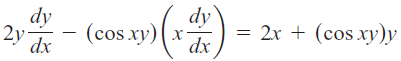 2y dy/dx − (cos xy)(x dy/dx) = 2x + (cos xy)y